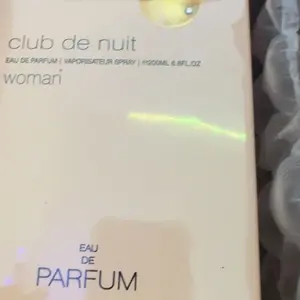 club de nuit
EAU DE PARFUM | VAPORISATEUR SPRAY | 200ML 6.8FL.OZ
woman
EAU
DE
PARFUM